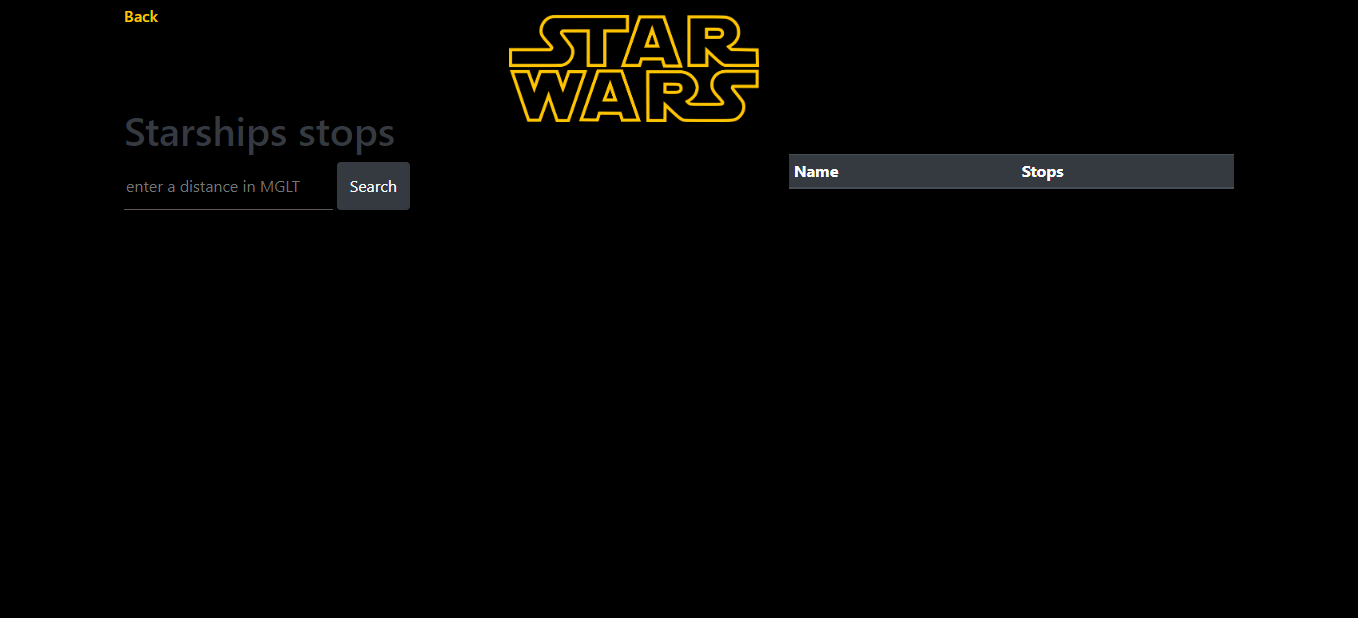 Back
STAR
WARS
Starships stops
enter a distance in MGLT
Search
Name Stops